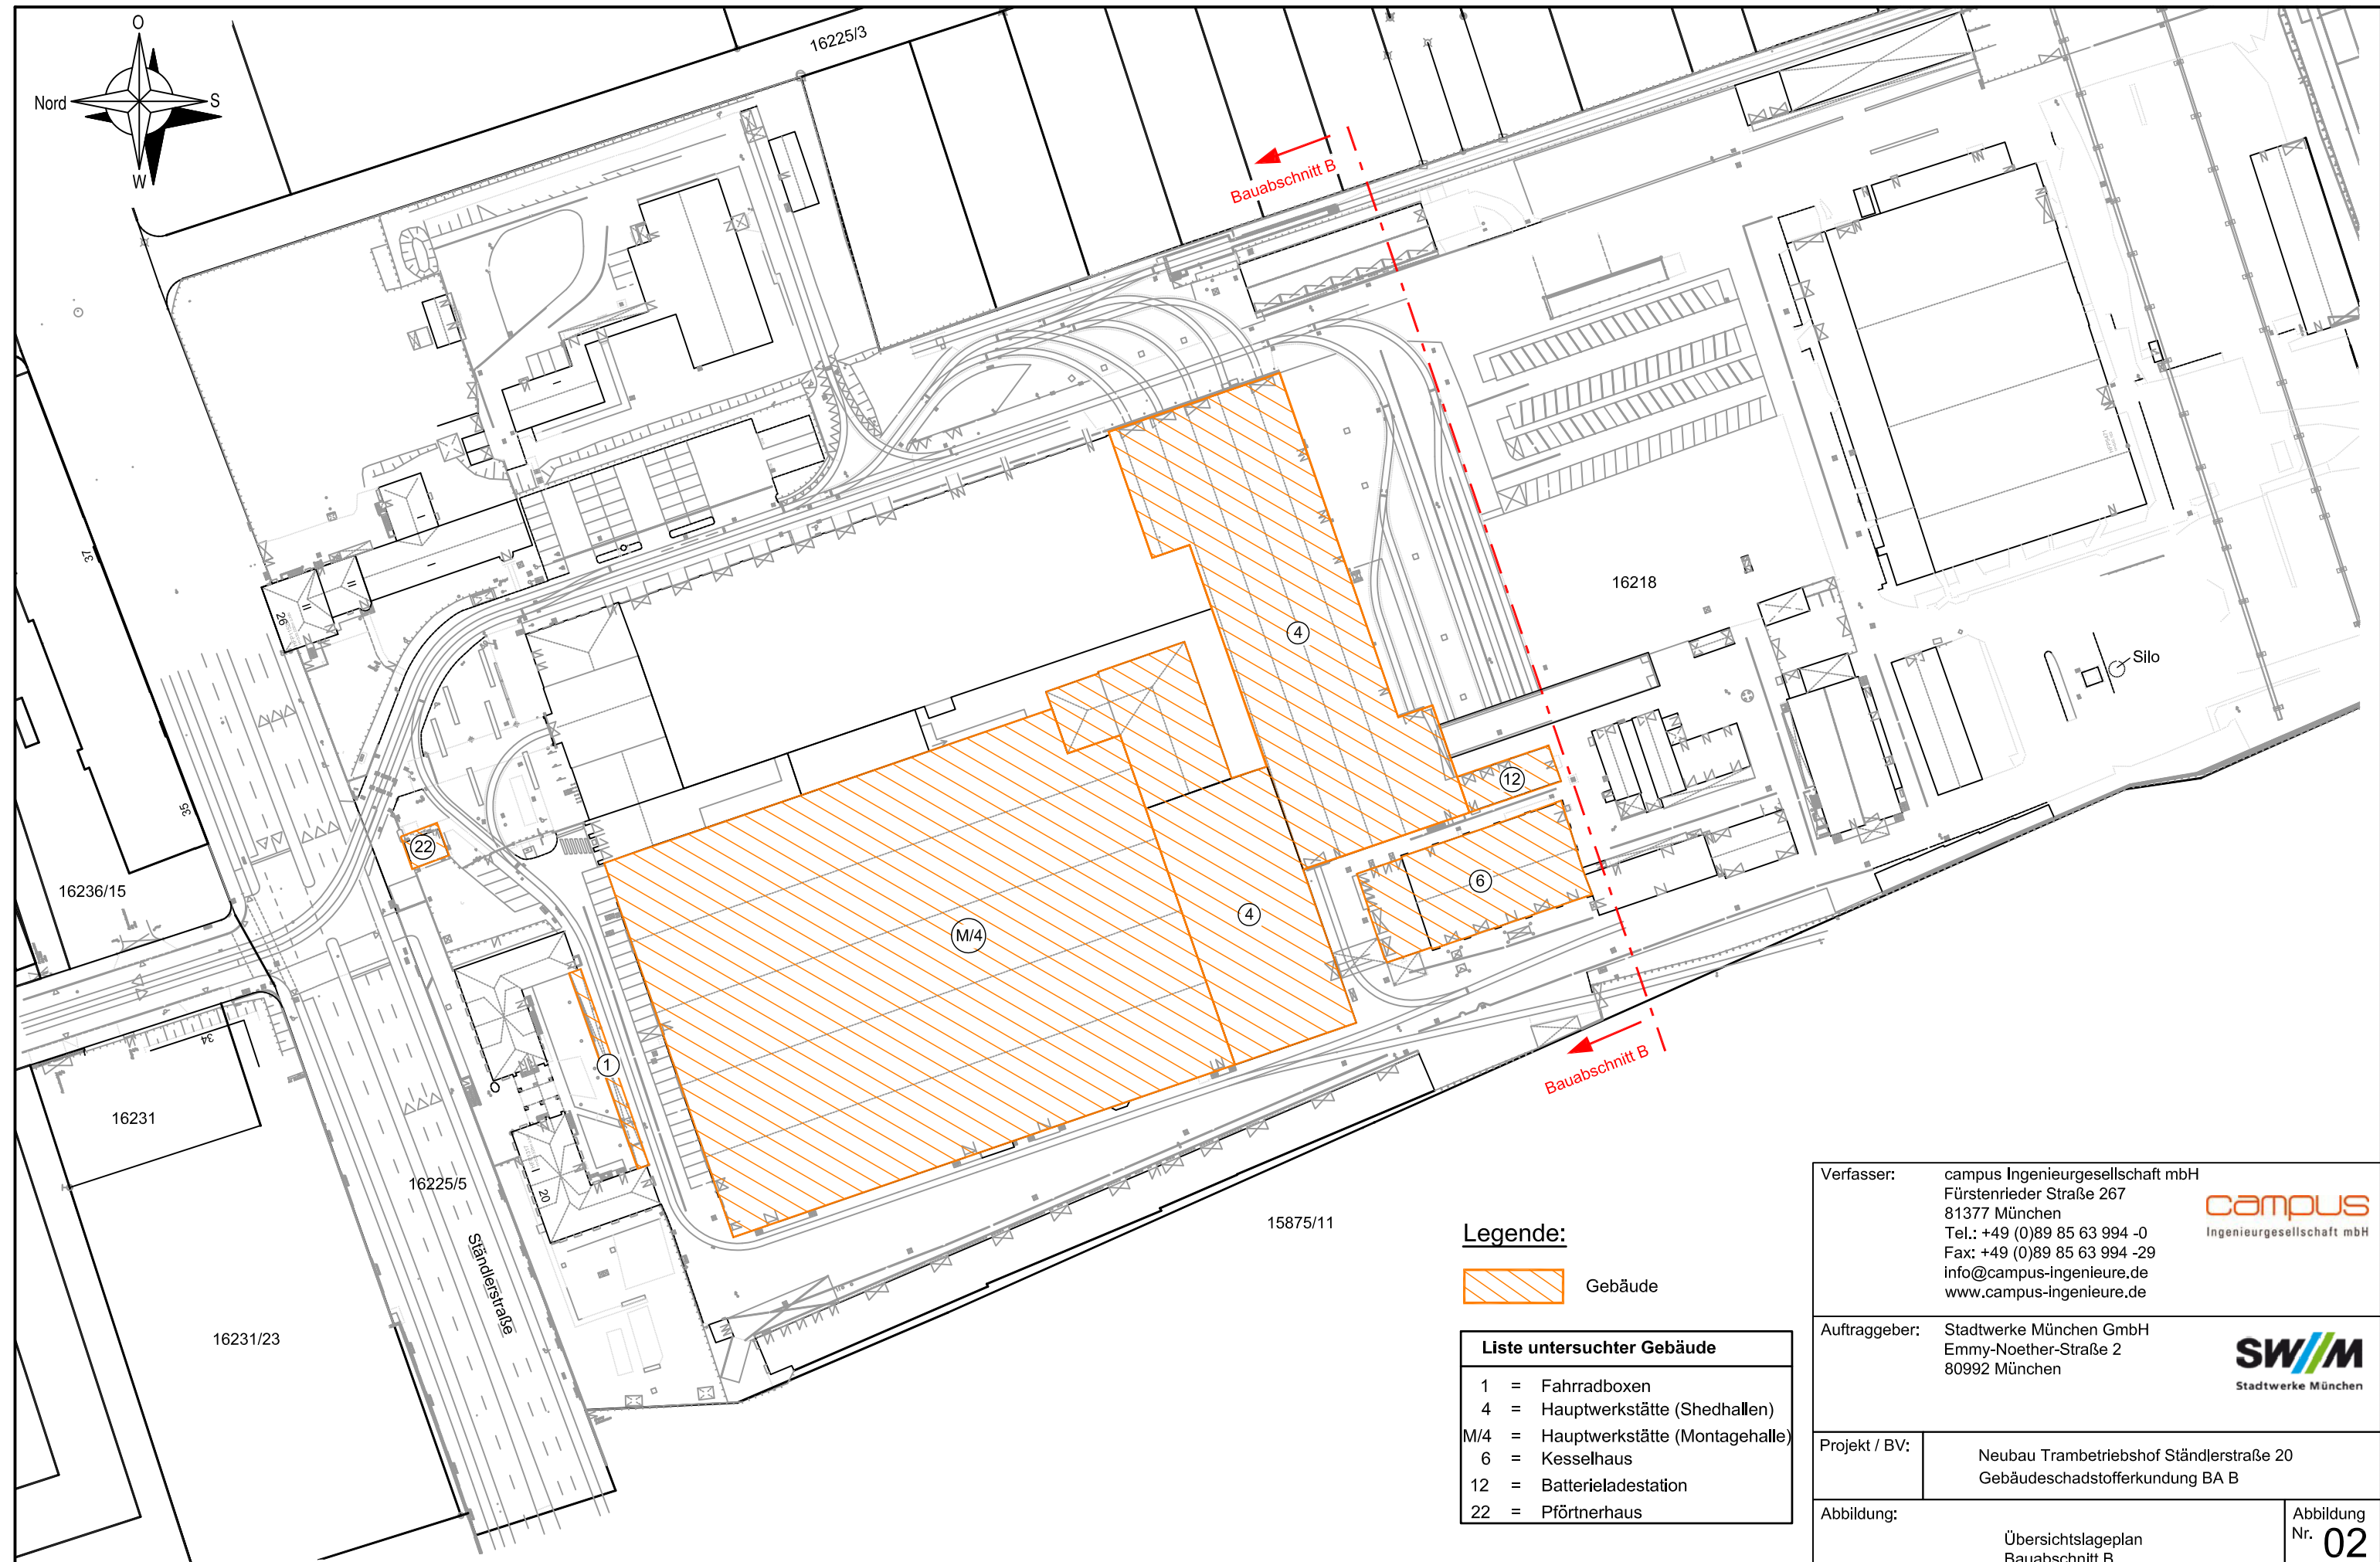 O
Nord
S
W
16225/3
Bauabschnitt B
37
26
II
II
I
I
I
I
16218
4
Silo
12
22
35
16236/15
6
4
M/4
34
1
Bauabschnitt B
16231
16225/5
I
20
15875/11
Ständlerstraße
16231/23
Legende:
Gebäude
Liste untersuchter Gebäude
1 = Fahrradboxen
4 = Hauptwerkstätte (Shedhallen)
M/4 = Hauptwerkstätte (Montagehalle)
6 = Kesselhaus
12 = Batterieladestation
22 = Pförtnerhaus
Verfasser: campus Ingenieurgesellschaft mbH
Fürstenrieder Straße 267
81377 München
Tel.: +49 (0)89 85 63 994 -0
Fax: +49 (0)89 85 63 994 -29
info@campus-ingenieure.de
www.campus-ingenieure.de
campus
Ingenieurgesellschaft mbH
Auftraggeber: Stadtwerke München GmbH
Emmy-Noether-Straße 2
80992 München
SW//M
Stadtwerke München
Projekt / BV: Neubau Trambetriebshof Ständlerstraße 20
Gebäudeschadstofferkundung BA B
Abbildung:
Übersichtslageplan
Bauabschnitt B
Abbildung
Nr. 02